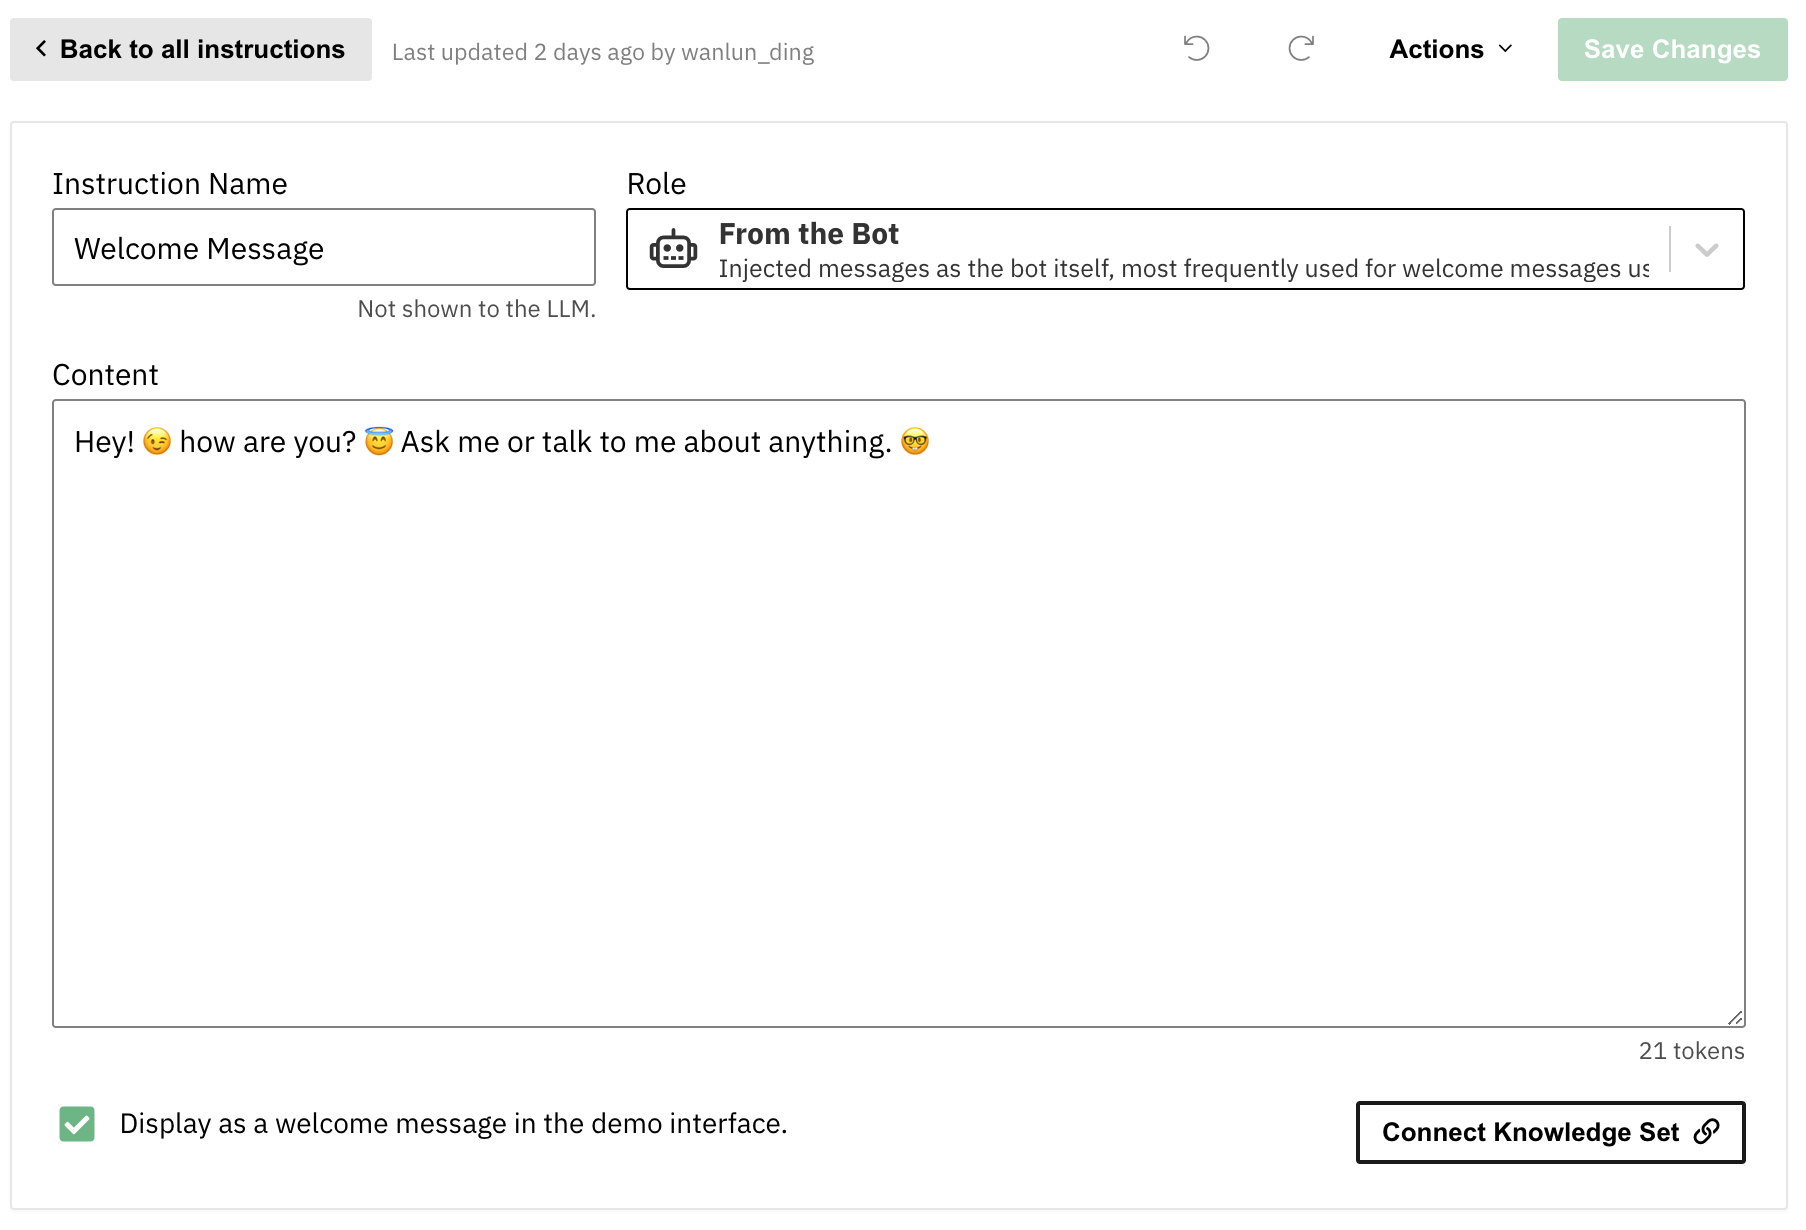 Back to all instructions
Last updated 2 days ago by wanlun_ding
Actions
Save Changes
Instruction Name
Role
Welcome Message
From the Bot
Injected messages as the bot itself, most frequently used for welcome messages us
Not shown to the LLM.
Content
Hey! 😉 how are you? 😇 Ask me or talk to me about anything. 🤓
21 tokens
Display as a welcome message in the demo interface.
Connect Knowledge Set